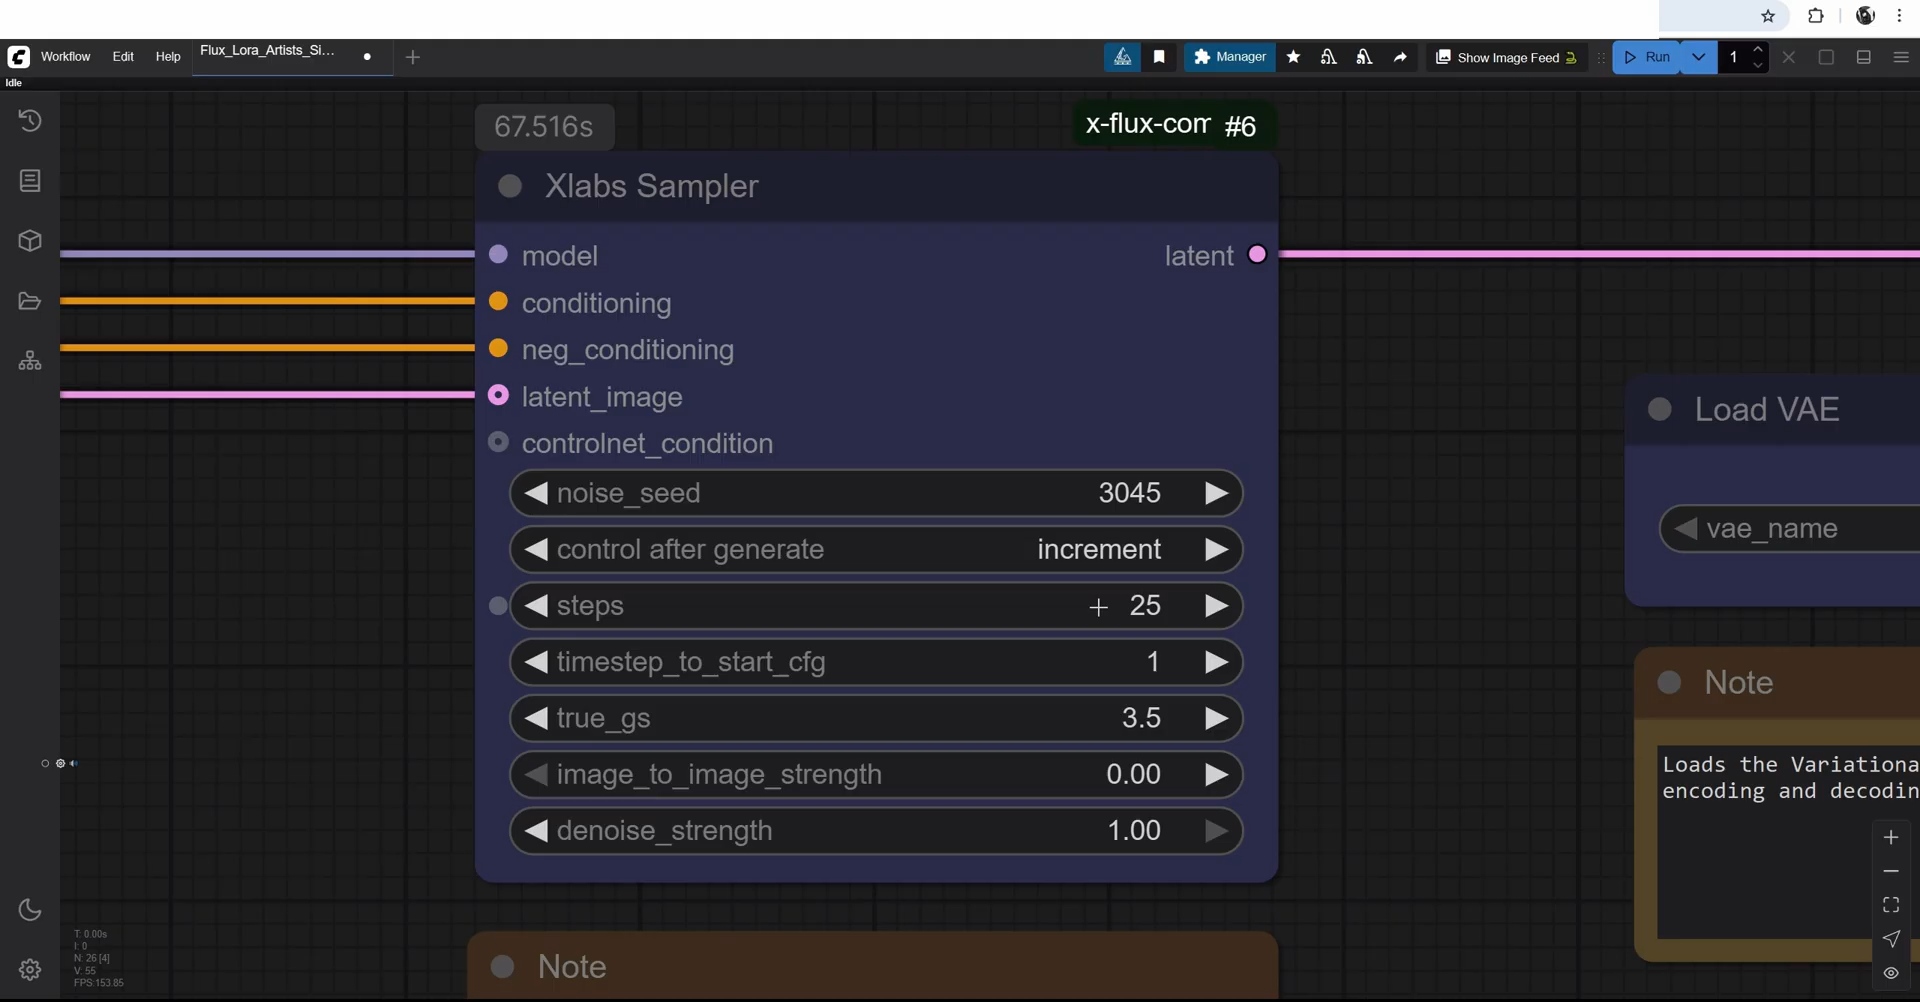 Workflow Edit Help Flux_Lora_Artists_Si... Manager Show Image Feed Run 1
Idle
67.516s x-flux-com #6
Xlabs Sampler
model latent
conditioning
neg_conditioning
latent_image
controlnet_condition
noise_seed 3045
control after generate increment
steps 25
timestep_to_start_cfg 1
true_gs 3.5
image_to_image_strength 0.00
denoise_strength 1.00
Note
Load VAE
vae_name
Note
Loads the Variationa
encoding and decodin
T: 0.00s
I: 0
N: 26 [4]
V: 55
FPS:153.85